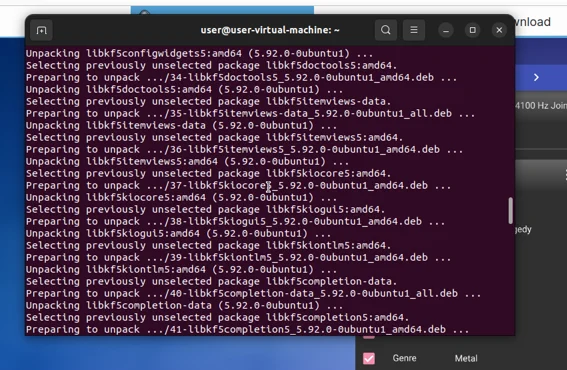 wnload
user@user-virtual-machine: ~
Unpacking libkf5configwidgets5:amd64 (5.92.0-0ubuntu1) ...
Selecting previously unselected package libkf5doctools5:amd64.
Preparing to unpack .../34-libkf5doctools5_5.92.0-0ubuntu1_amd64.deb ...
Unpacking libkf5doctools5:amd64 (5.92.0-0ubuntu1) ...
Selecting previously unselected package libkf5itemviews-data.
Preparing to unpack .../35-libkf5itemviews-data_5.92.0-0ubuntu1_all.deb ...
Unpacking libkf5itemviews-data (5.92.0-0ubuntu1) ...
Selecting previously unselected package libkf5itemviews5:amd64.
Preparing to unpack .../36-libkf5itemviews5_5.92.0-0ubuntu1_amd64.deb ...
Unpacking libkf5itemviews5:amd64 (5.92.0-0ubuntu1) ...
Selecting previously unselected package libkf5kiocore5:amd64.
Preparing to unpack .../37-libkf5kiocore5_5.92.0-0ubuntu1_amd64.deb ...
Unpacking libkf5kiocore5:amd64 (5.92.0-0ubuntu1) ...
Selecting previously unselected package libkf5kiogui5:amd64.
Preparing to unpack .../38-libkf5kiogui5_5.92.0-0ubuntu1_amd64.deb ...
Unpacking libkf5kiogui5:amd64 (5.92.0-0ubuntu1) ...
Selecting previously unselected package libkf5kiontlm5:amd64.
Preparing to unpack .../39-libkf5kiontlm5_5.92.0-0ubuntu1_amd64.deb ...
Unpacking libkf5kiontlm5:amd64 (5.92.0-0ubuntu1) ...
Selecting previously unselected package libkf5completion-data.
Preparing to unpack .../40-libkf5completion-data_5.92.0-0ubuntu1_all.deb ...
Unpacking libkf5completion-data (5.92.0-0ubuntu1) ...
Selecting previously unselected package libkf5completion5:amd64.
Preparing to unpack .../41-libkf5completion5_5.92.0-0ubuntu1_amd64.deb ...
4100 Hz Join
gedy
Genre Metal